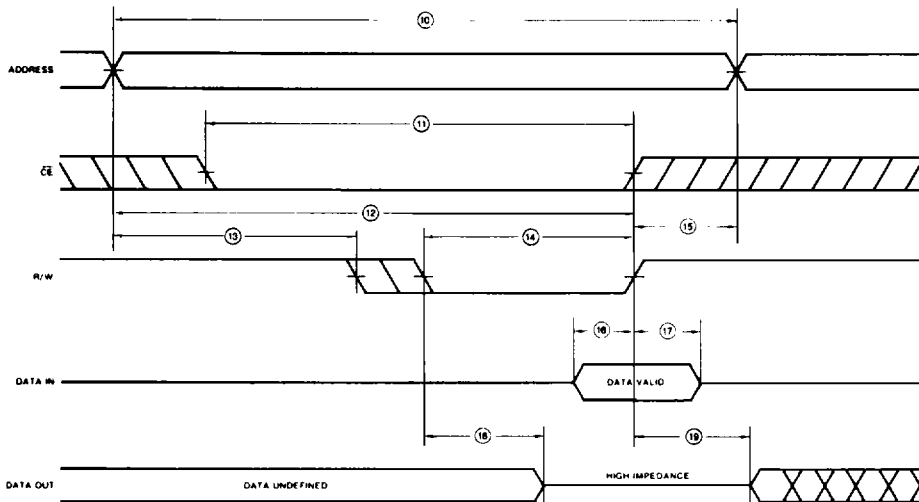 ⑩
ADDRESS
⑪
C̅E̅
⑫
⑬ ⑭ ⑮
R/W
⑯ ⑰
DATA IN
DATA VALID
⑱ ⑲
DATA OUT
DATA UNDEFINED
HIGH IMPEDANCE